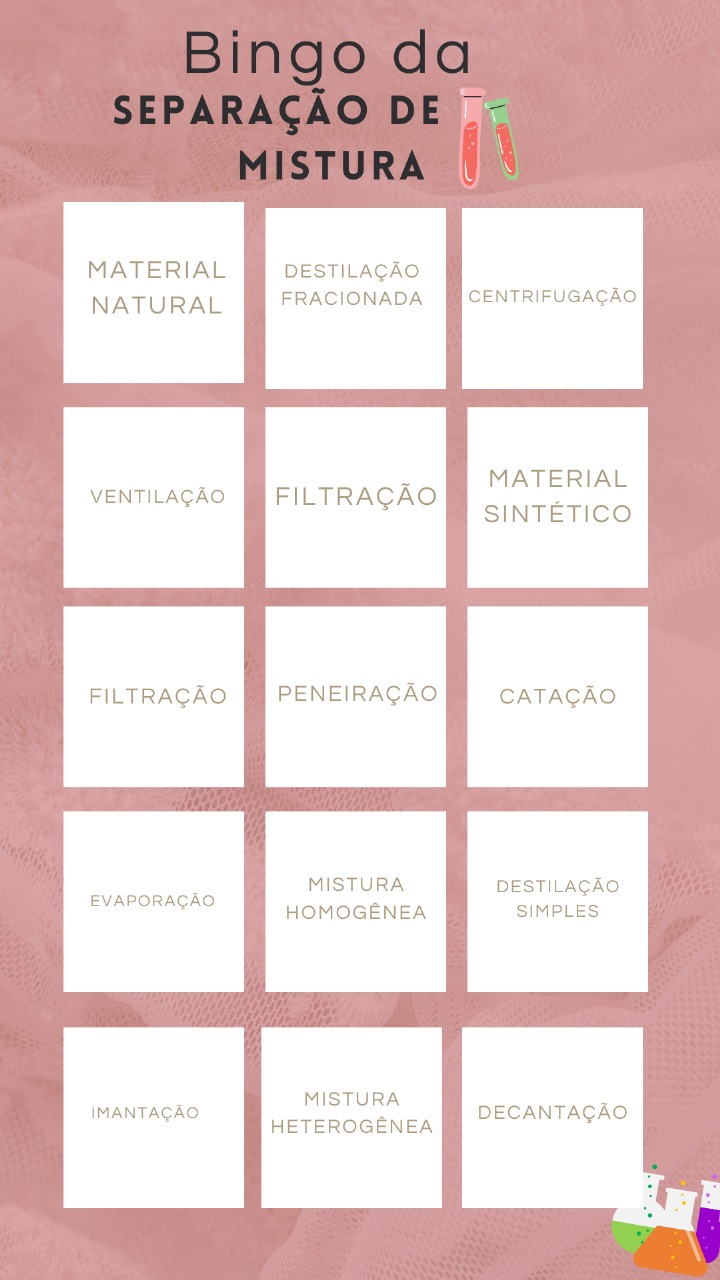 Bingo da
SEPARAÇÃO DE
MISTURA
MATERIAL
NATURAL
DESTILAÇÃO
FRACIONADA
CENTRIFUGAÇÃO
VENTILAÇÃO
FILTRAÇÃO
MATERIAL
SINTÉTICO
FILTRAÇÃO
PENEIRAÇÃO
CATAÇÃO
EVAPORAÇÃO
MISTURA
HOMOGÊNEA
DESTILAÇÃO
SIMPLES
IMANTAÇÃO
MISTURA
HETEROGÊNEA
DECANTAÇÃO